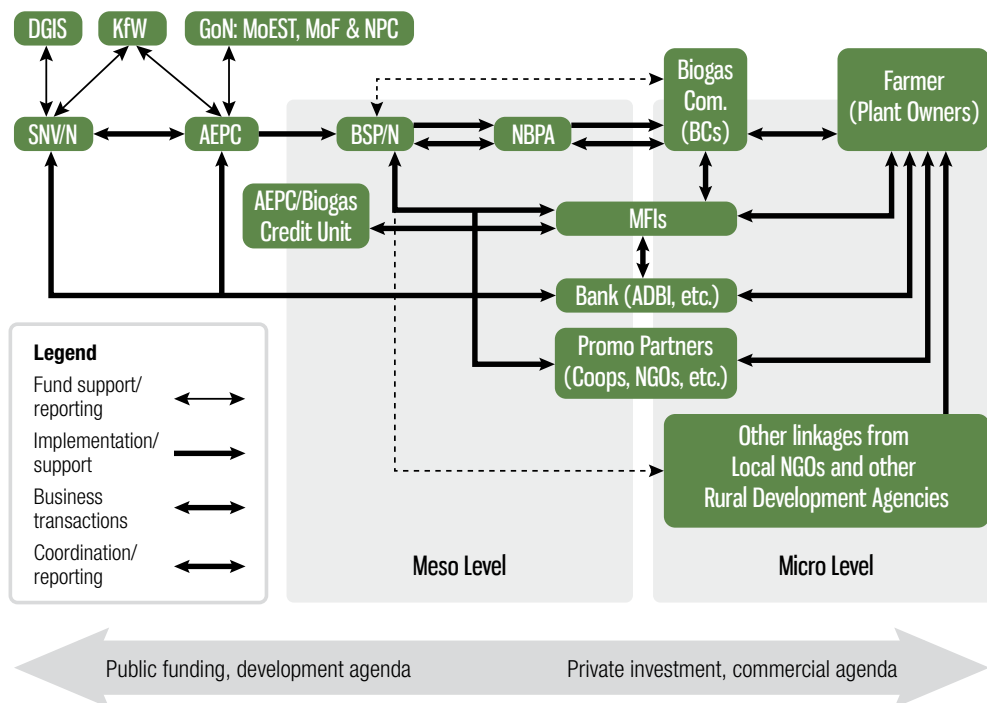 DGIS
KfW
GoN: MoEST, MoF & NPC
SNV/N
AEPC
BSP/N
NBPA
Biogas
Com.
(BCs)
Farmer
(Plant Owners)
AEPC/Biogas
Credit Unit
MFIs
Bank (ADBI, etc.)
Promo Partners
(Coops, NGOs, etc.)
Other linkages from
Local NGOs and other
Rural Development Agencies
Legend
Fund support/
reporting
Implementation/
support
Business
transactions
Coordination/
reporting
Meso Level
Micro Level
Public funding, development agenda
Private investment, commercial agenda